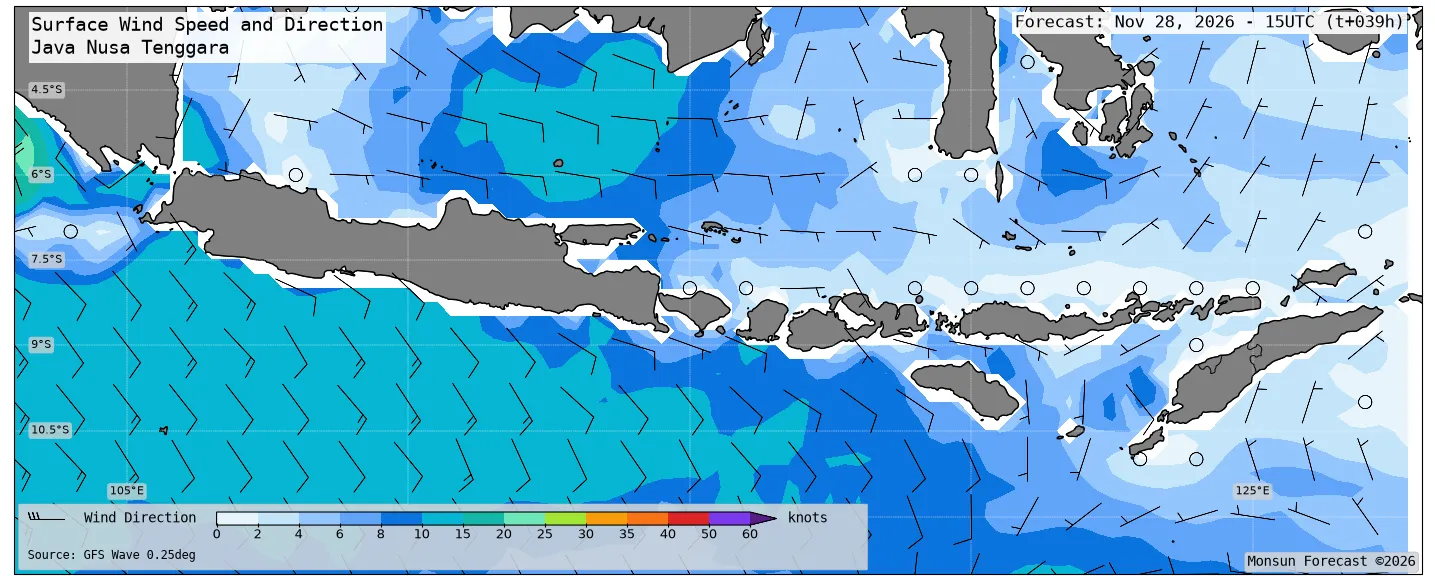 Surface Wind Speed and Direction
Java Nusa Tenggara
Forecast: Nov 28, 2026 - 15UTC (t+039h)
4.5°S
6°S
7.5°S
9°S
10.5°S
105°E
125°E
Wind Direction
0 2 4 6 8 10 15 20 25 30 35 40 50 60
knots
Source: GFS Wave 0.25deg
Monsun Forecast ©2026